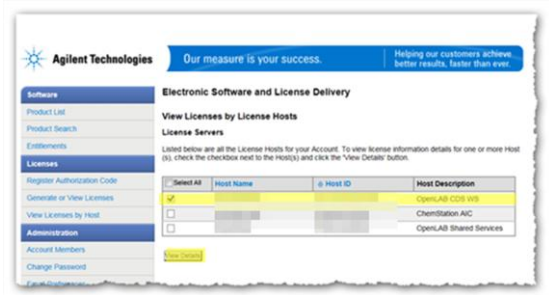 Agilent Technologies
Our measure is your success.
Helping our customers achieve
better results, faster than ever.
Software
Product List
Product Search
Entitlements
Licenses
Register Authorization Code
Generate or View Licenses
View Licenses by Host
Administration
Account Members
Change Password
Email Preferences
Electronic Software and License Delivery
View Licenses by License Hosts
License Servers
Listed below are all the License Hosts for your Account. To view license information details for one or more Host
(s), check the checkbox next to the Host(s) and click the 'View Details' button.
Select All Host Name Host ID Host Description
OpenLAB CDS WS
ChemStation AIC
OpenLAB Shared Services
View Details